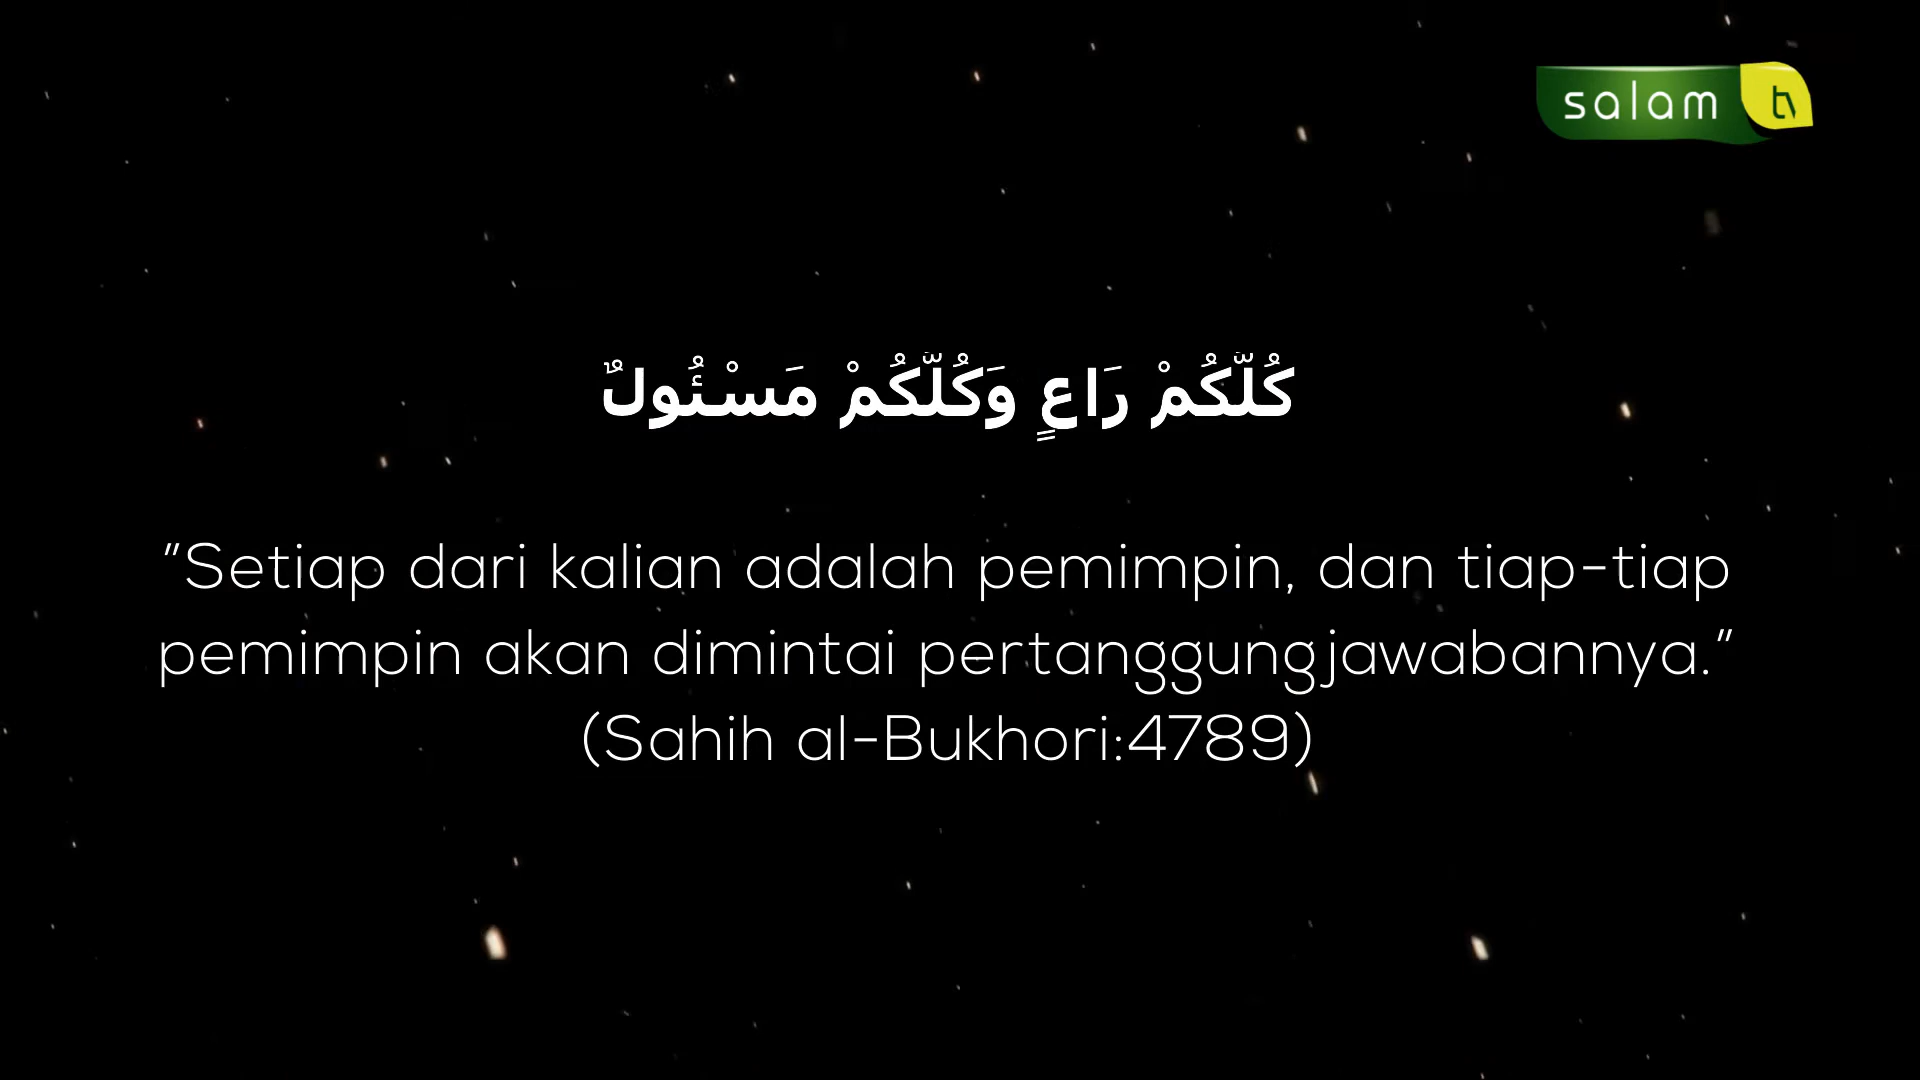 salam tv
كُلُّكُمْ رَاعٍ وَكُلُّكُمْ مَسْئُولٌ
"Setiap dari kalian adalah pemimpin, dan tiap-tiap
pemimpin akan dimintai pertanggungjawabannya."
(Sahih al-Bukhori:4789)